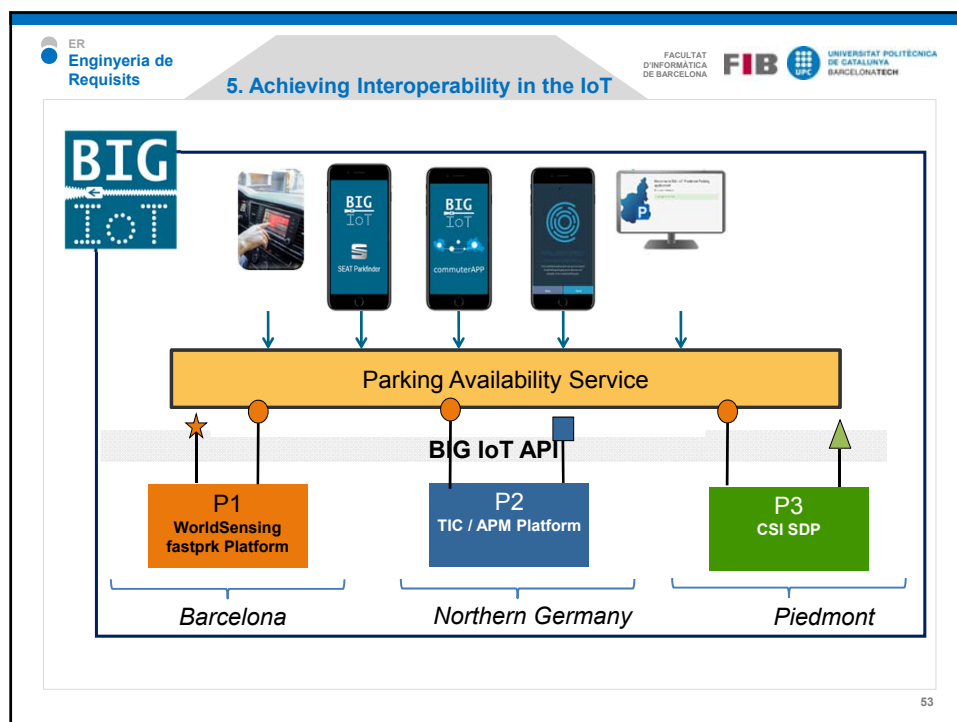 ER
Enginyeria de
Requisits
5. Achieving Interoperability in the IoT
FACULTAT
D'INFORMÀTICA
DE BARCELONA
FIB
UPC
UNIVERSITAT POLITÈCNICA
DE CATALUNYA
BARCELONATECH
BIG
IoT
BIG
IoT
SEAT Parkfinder
BIG
IoT
commuterAPP
P
Parking Availability Service
BIG IoT API
P1
WorldSensing
fastprk Platform
P2
TIC / APM Platform
P3
CSI SDP
Barcelona
Northern Germany
Piedmont
53